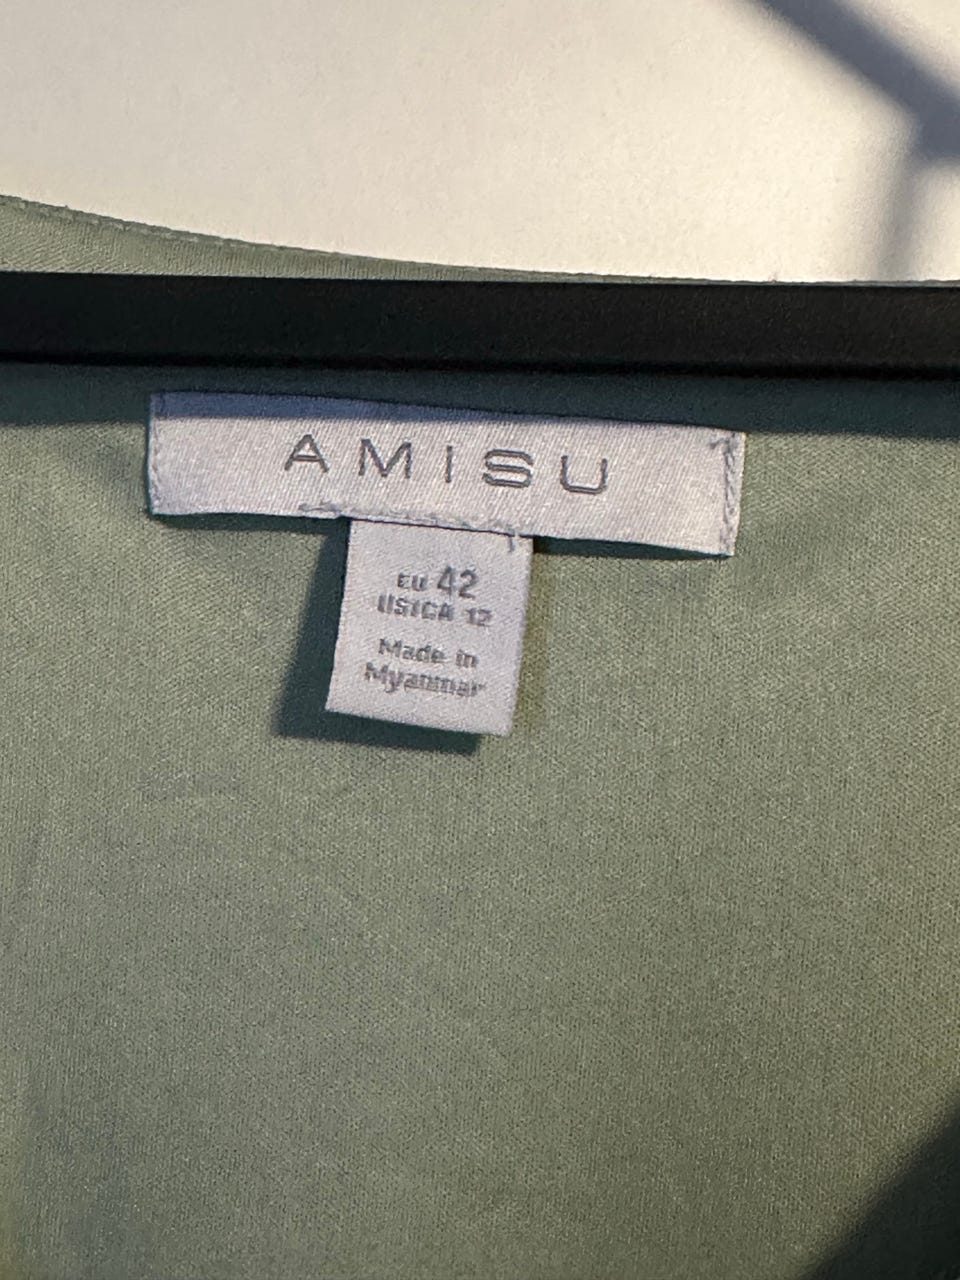 AMISU
EU 42
US|CA 12
Made in
Myanmar